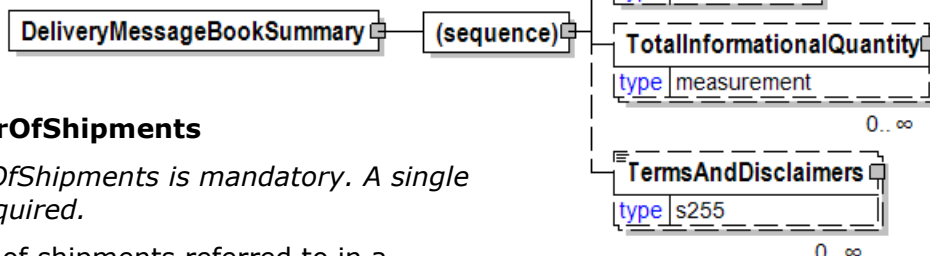 DeliveryMessageBookSummary
(sequence)
TotalInformationalQuantity
type measurement
0..∞
rOfShipments
OfShipments is mandatory. A single
quired.
TermsAndDisclaimers
type s255
of shipments referred to in a
0..∞